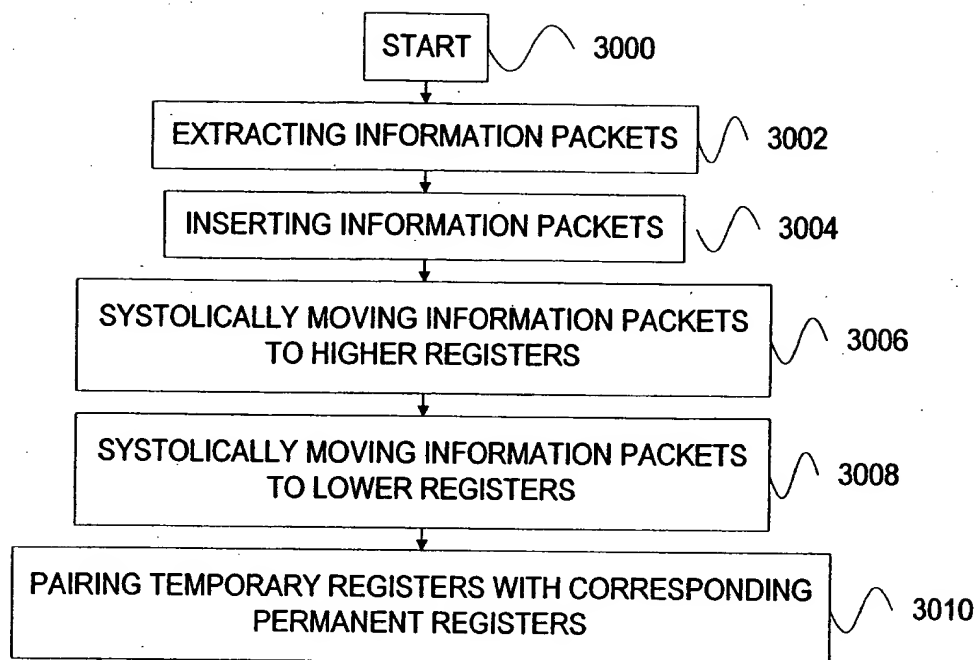 START
3000
EXTRACTING INFORMATION PACKETS
3002
INSERTING INFORMATION PACKETS
3004
SYSTOLICALLY MOVING INFORMATION PACKETS
TO HIGHER REGISTERS
3006
SYSTOLICALLY MOVING INFORMATION PACKETS
TO LOWER REGISTERS
3008
PAIRING TEMPORARY REGISTERS WITH CORRESPONDING
PERMANENT REGISTERS
3010